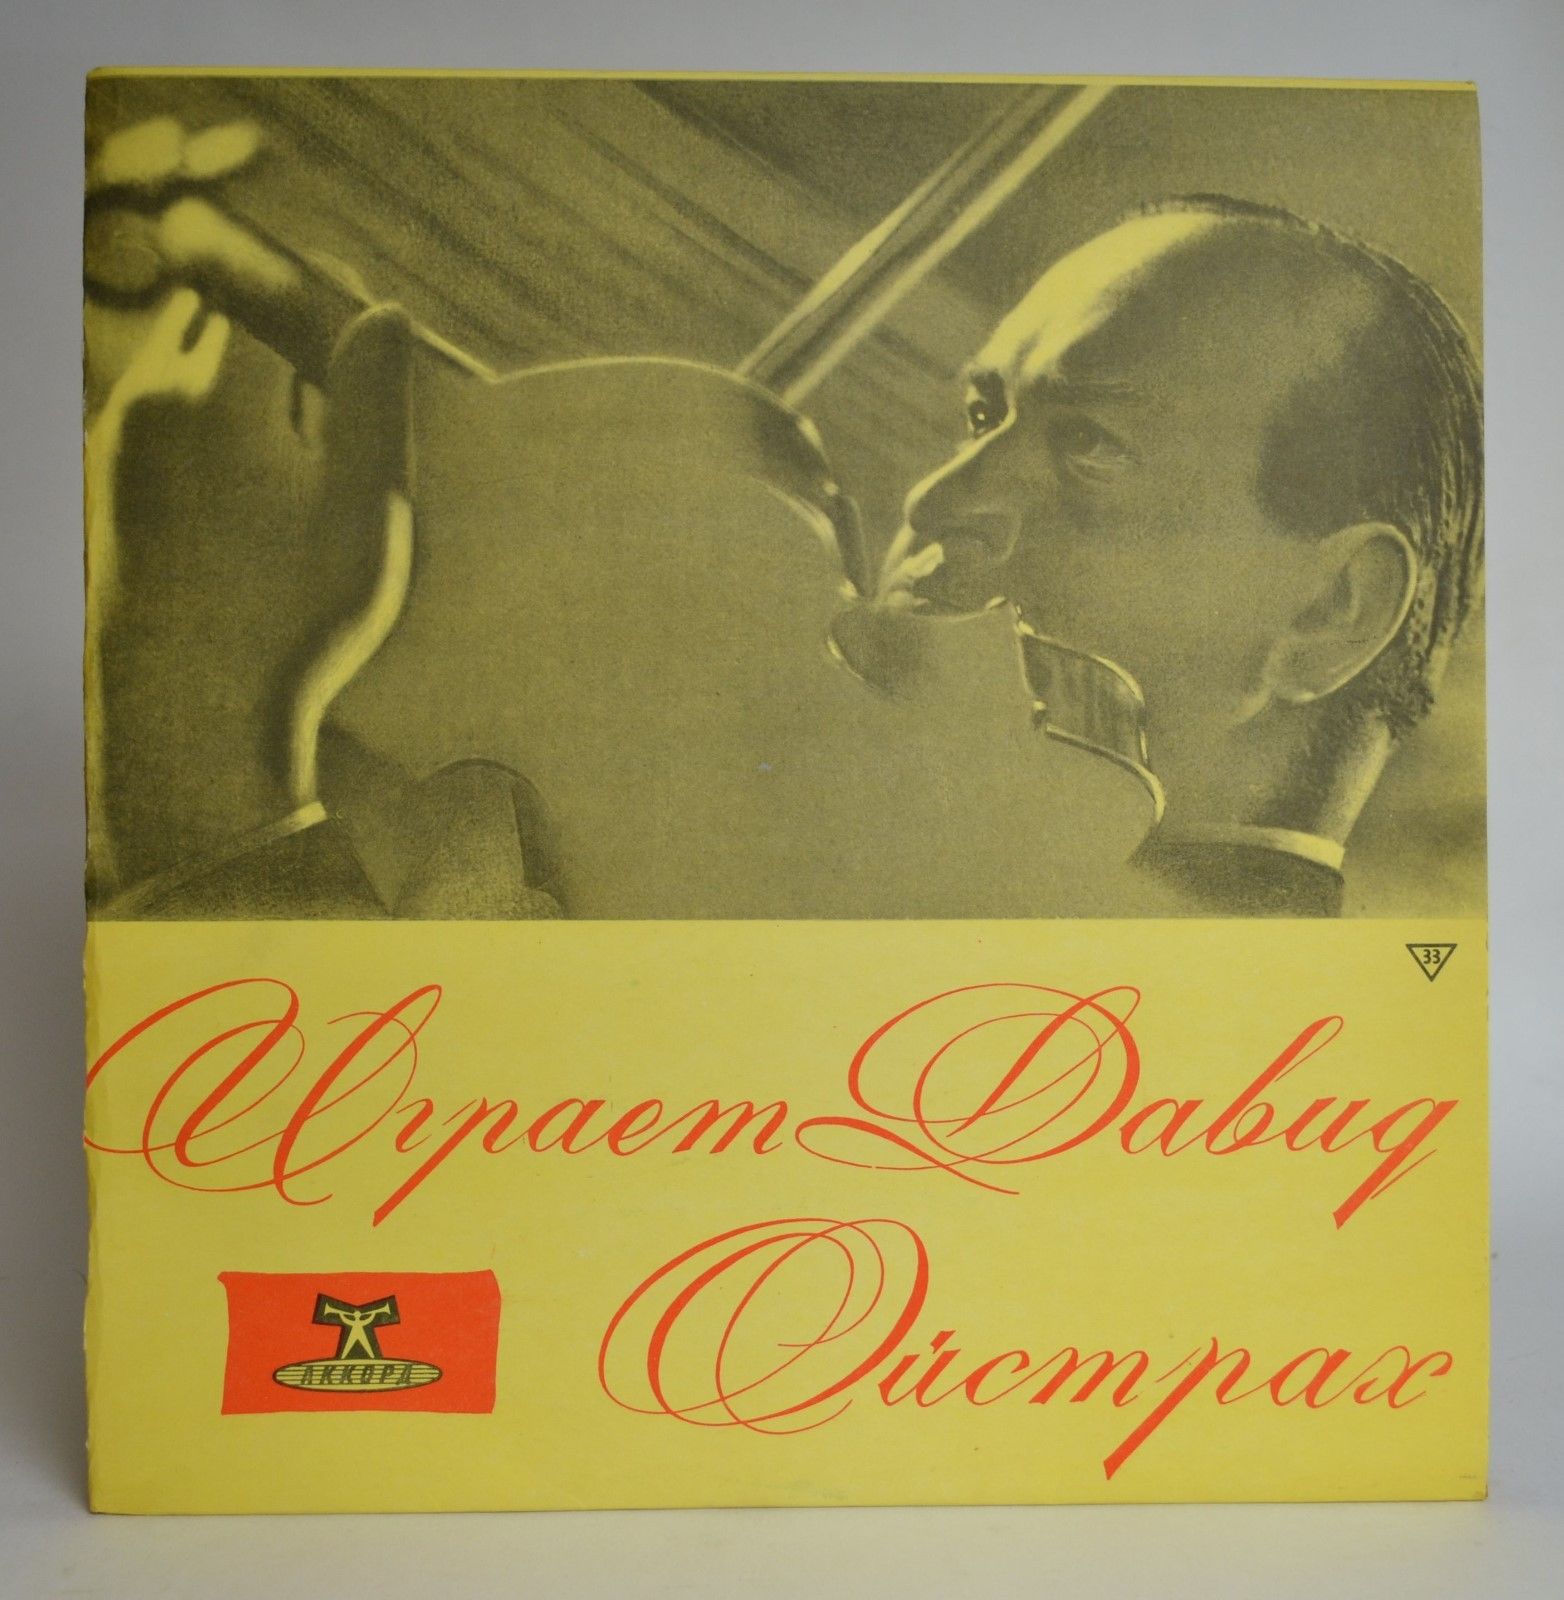 33
Играет Давид
Ойстрах
АККОРД